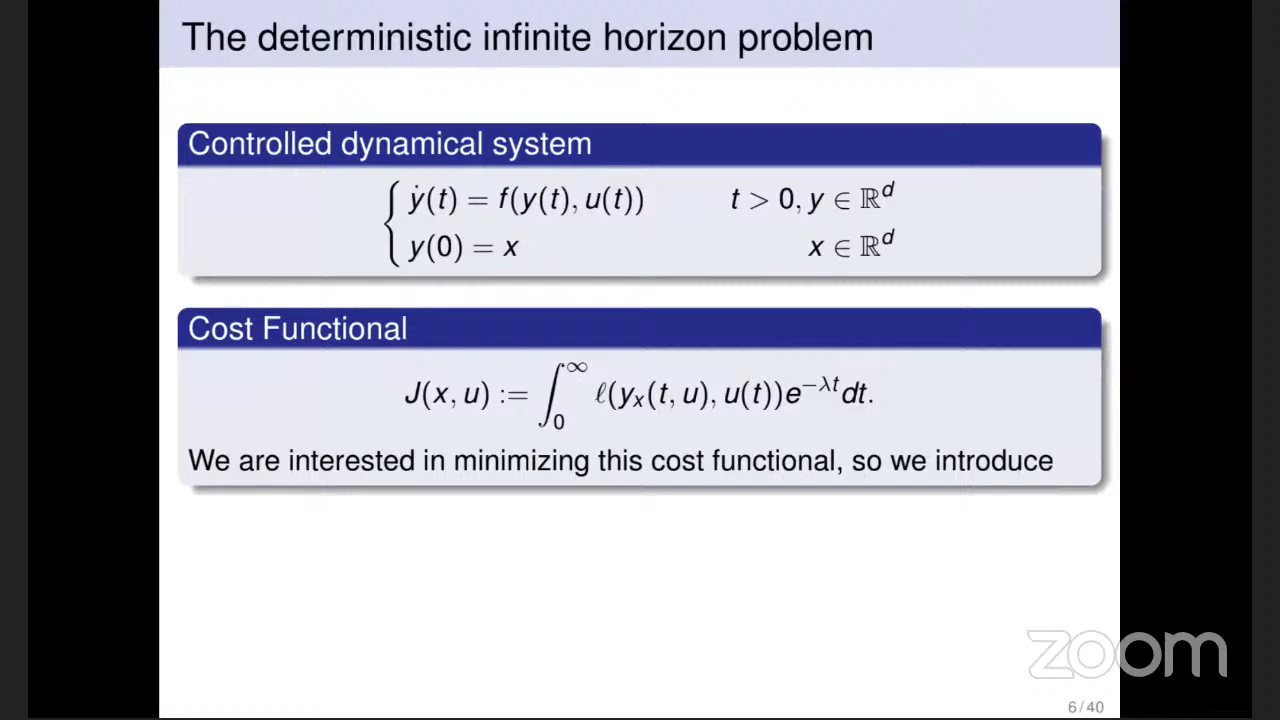 The deterministic infinite horizon problem
Controlled dynamical system
{ ẏ(t) = f(y(t), u(t)) t > 0, y ∈ ℝ^d
y(0) = x x ∈ ℝ^d
Cost Functional
J(x, u) := ∫_0^∞ ℓ(y_x(t, u), u(t))e^{−λt}dt.
We are interested in minimizing this cost functional, so we introduce
zoom
6 / 40